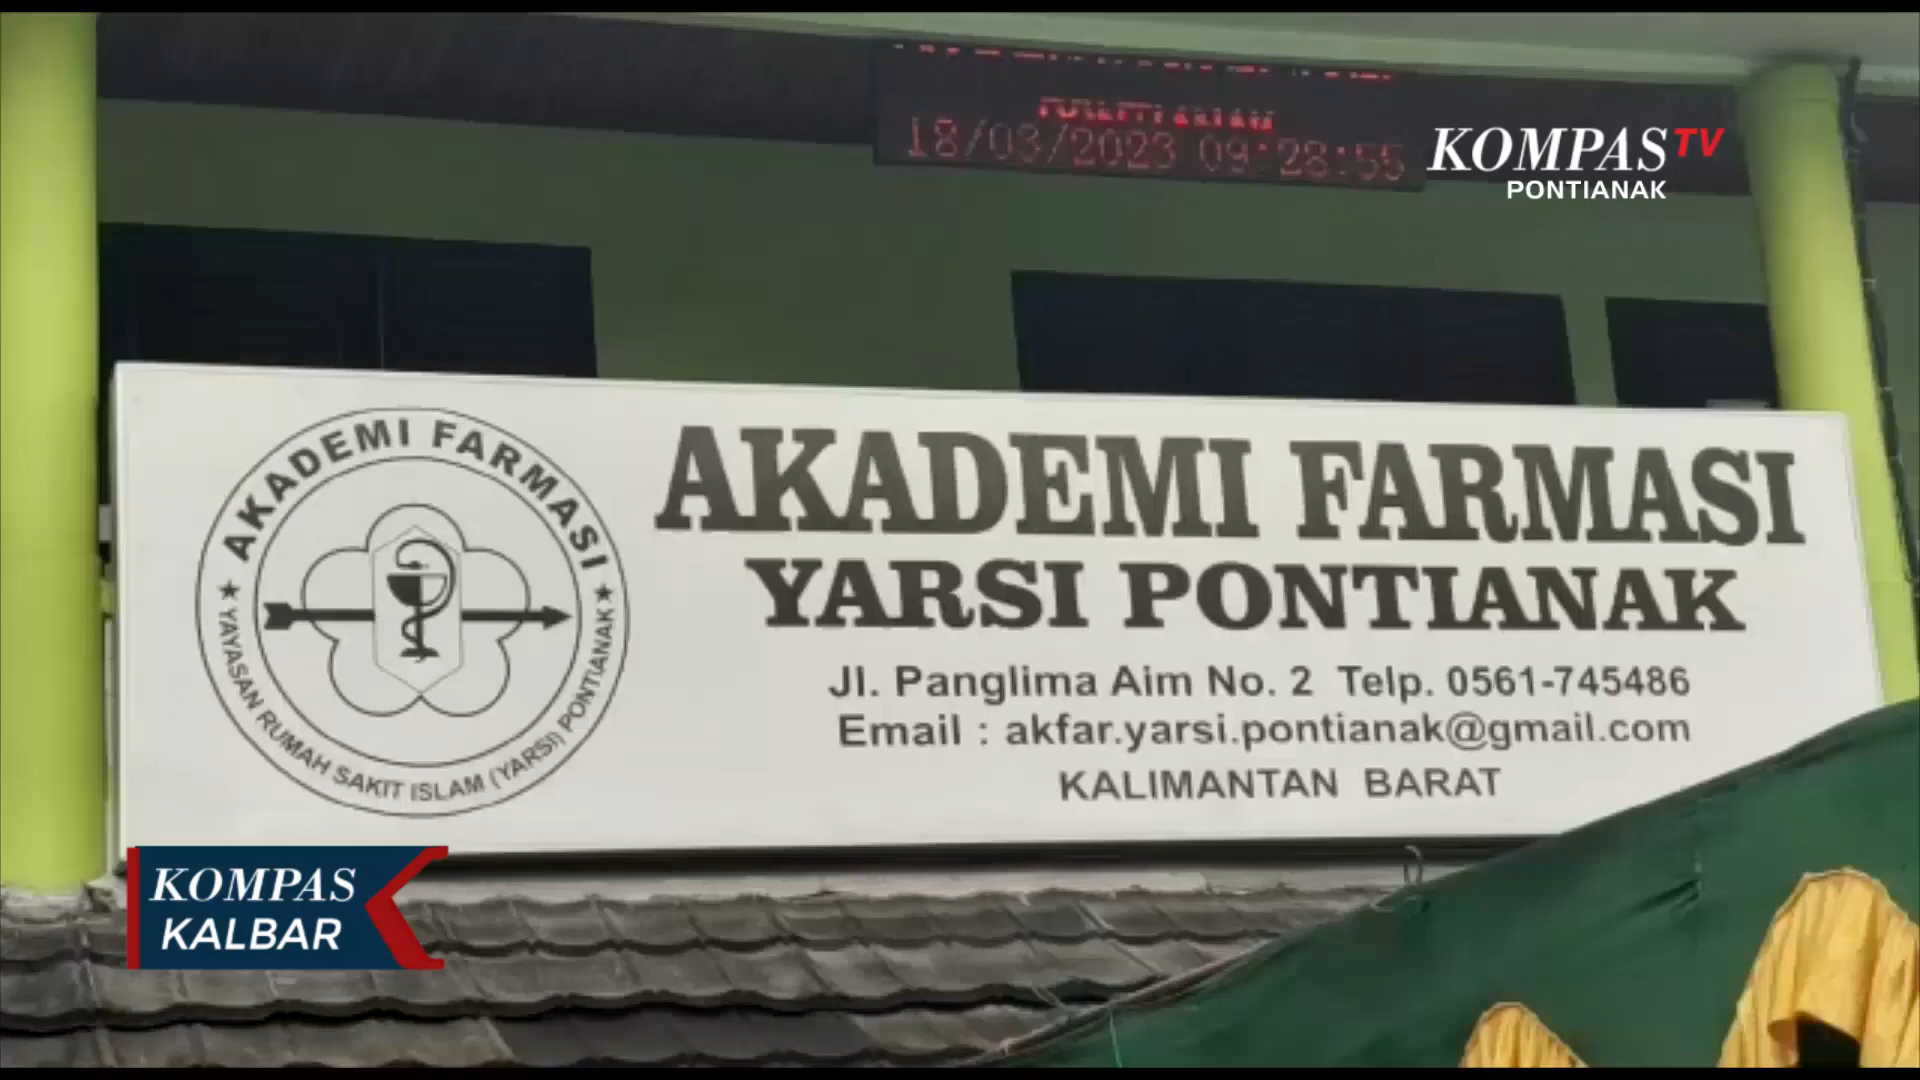 18/03/2023 09:28:55
KOMPAS TV
PONTIANAK
AKADEMI FARMASI
YAYASAN RUMAH SAKIT ISLAM (YARSI) PONTIANAK
AKADEMI FARMASI
YARSI PONTIANAK
Jl. Panglima Aim No. 2 Telp. 0561-745486
Email : akfar.yarsi.pontianak@gmail.com
KALIMANTAN BARAT
KOMPAS
KALBAR